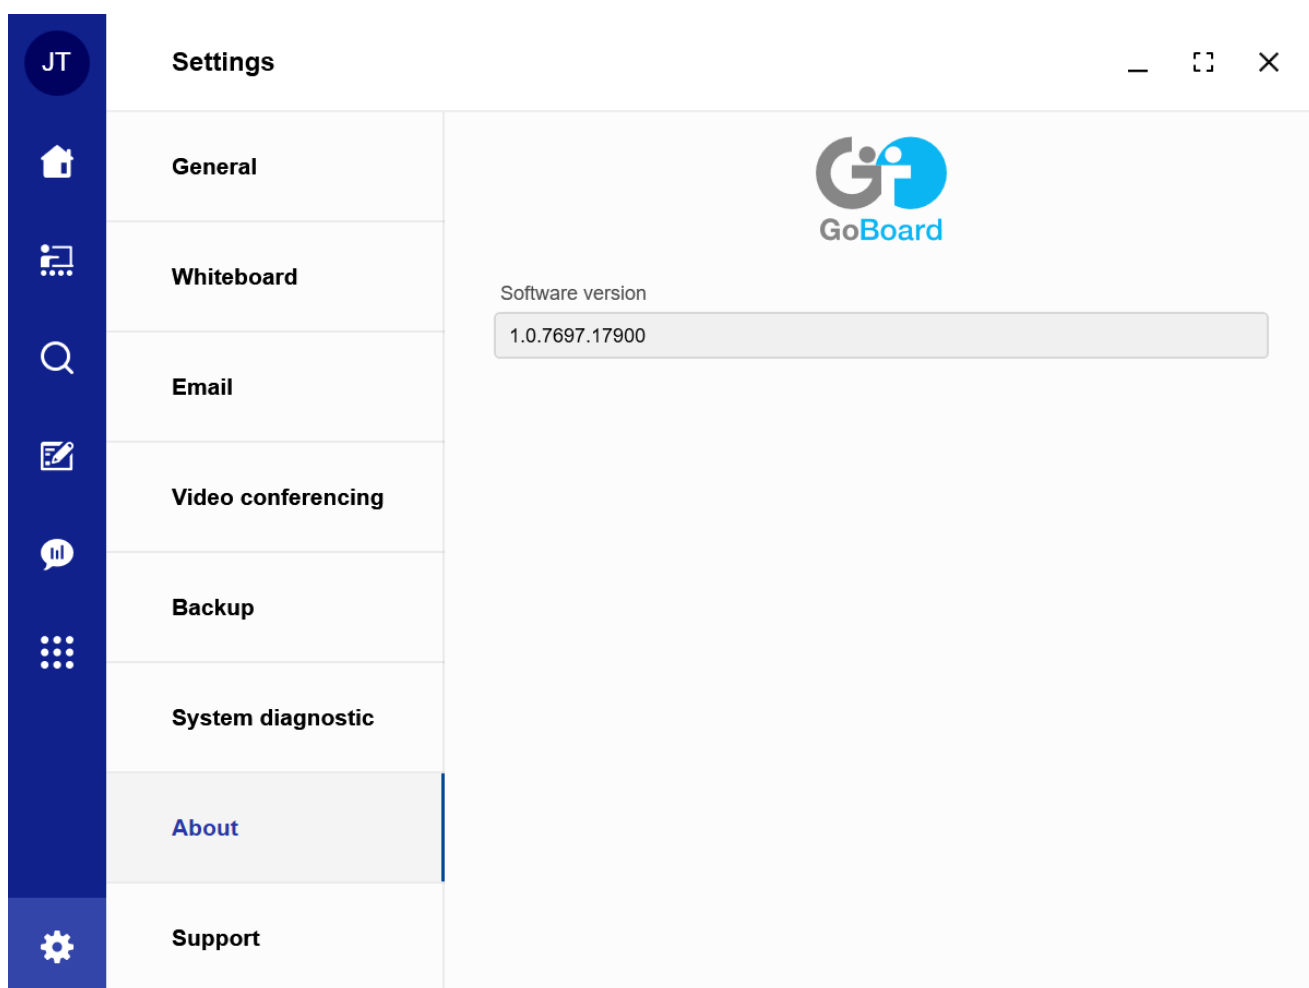 JT
Settings
General
Whiteboard
Email
Video conferencing
Backup
System diagnostic
About
Support
GoBoard
Software version
1.0.7697.17900